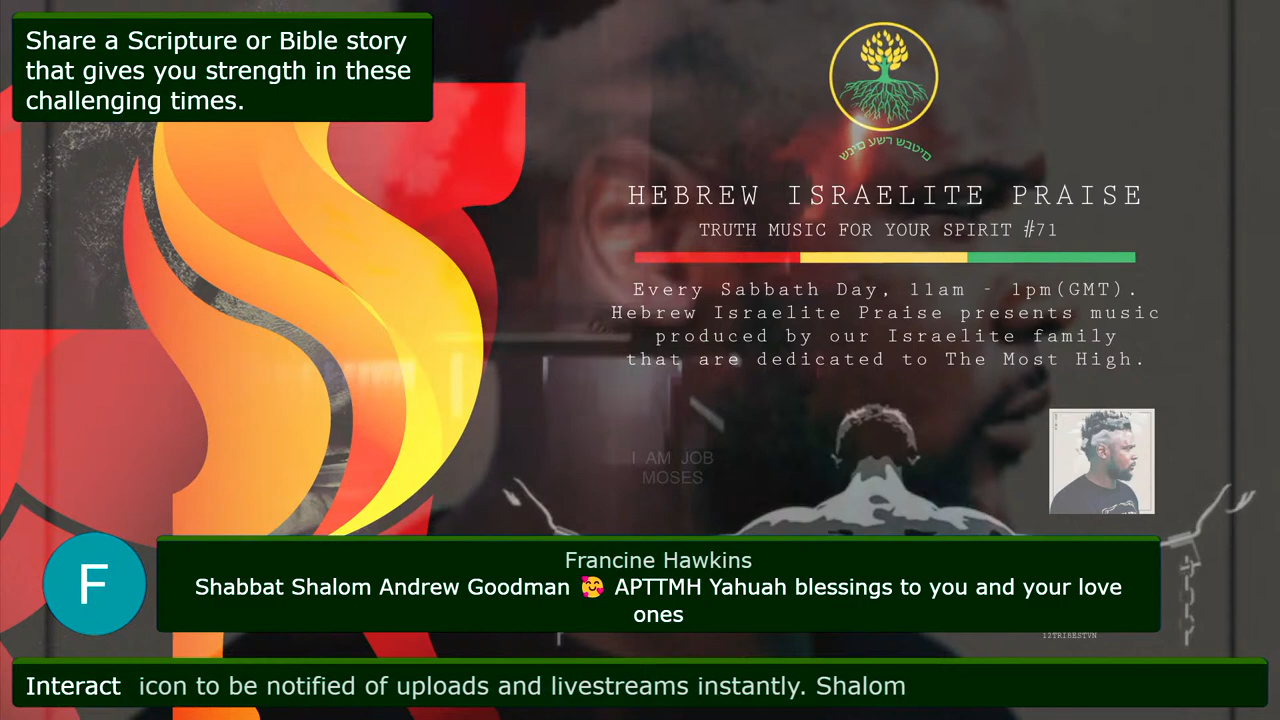 Share a Scripture or Bible story
that gives you strength in these
challenging times.
שנים עשר שבטים
HEBREW ISRAELITE PRAISE
TRUTH MUSIC FOR YOUR SPIRIT #71
Every Sabbath Day, 11am - 1pm(GMT).
Hebrew Israelite Praise presents music
produced by our Israelite family
that are dedicated to The Most High.
I AM JOB
MOSES
F
Francine Hawkins
Shabbat Shalom Andrew Goodman 🥰 APTTMH Yahuah blessings to you and your love
ones
12TRIBESTVN
Interact icon to be notified of uploads and livestreams instantly. Shalom